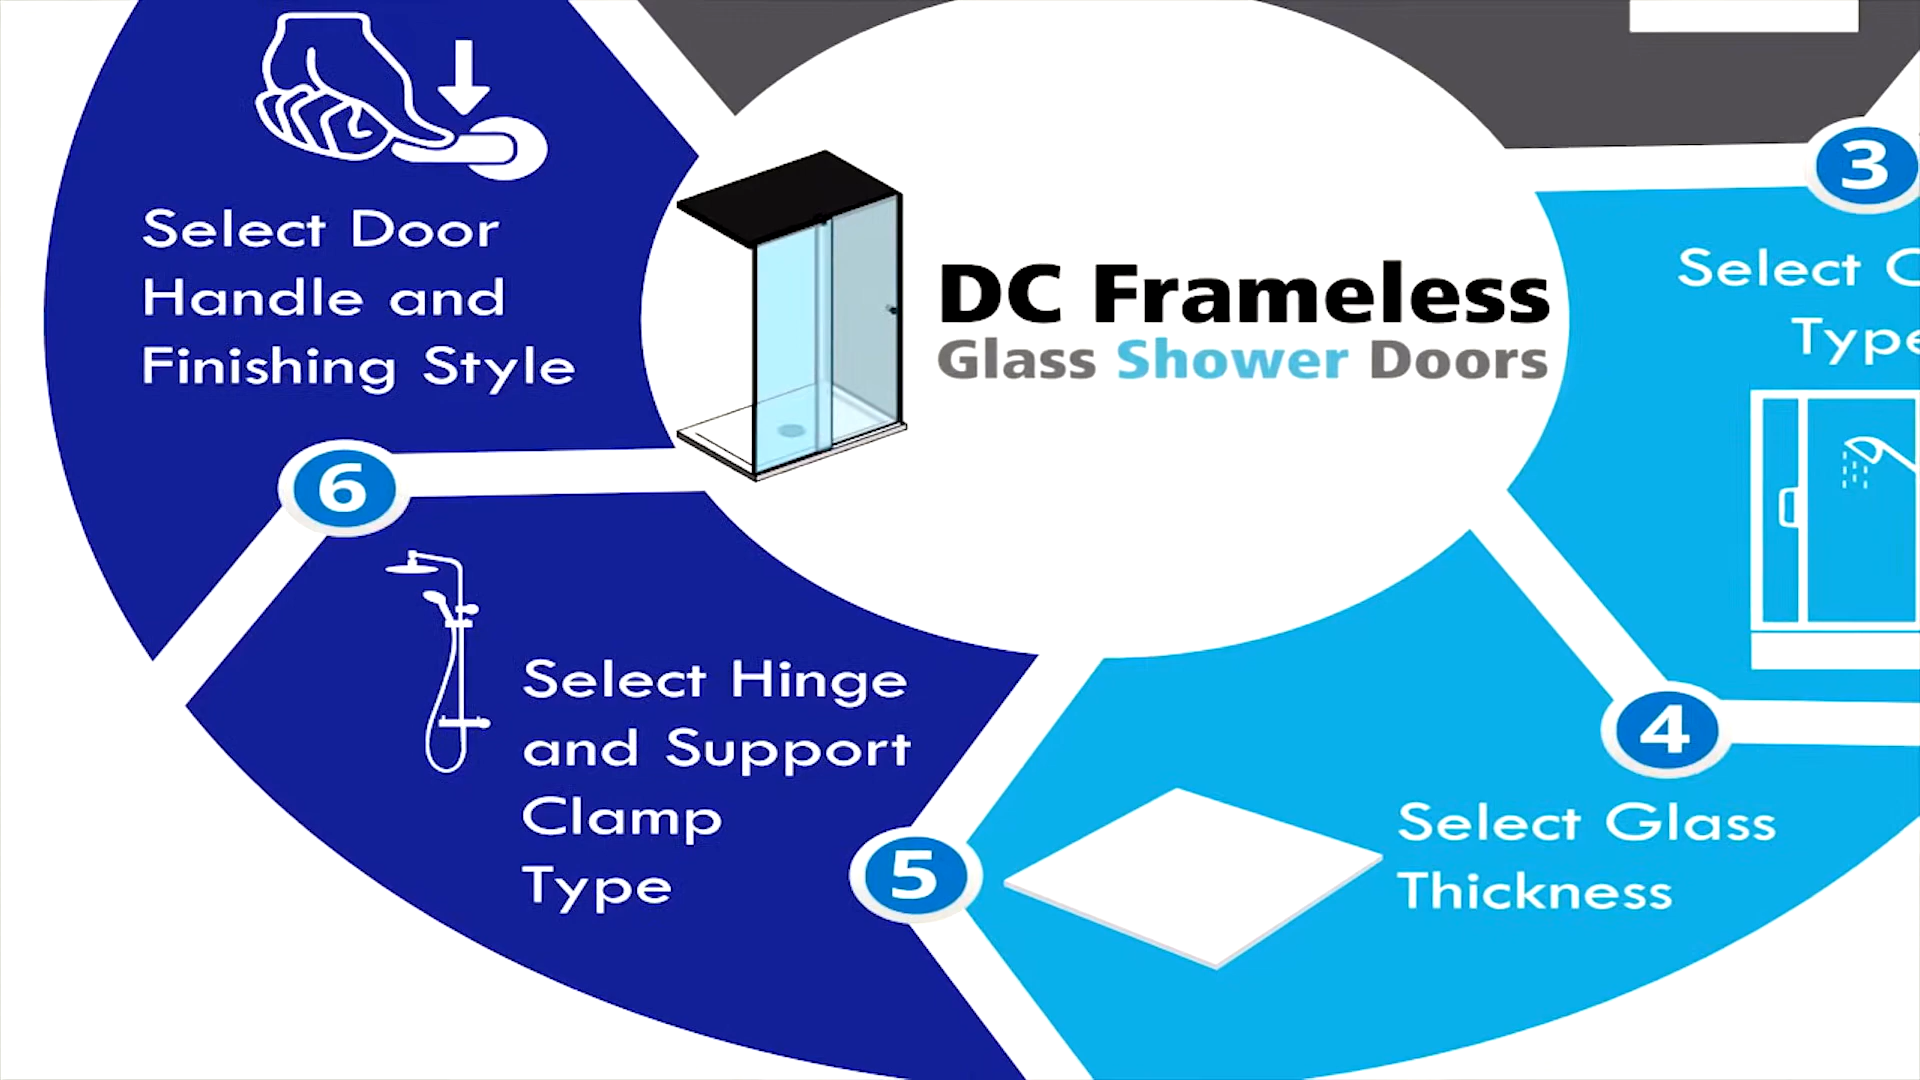 Select Door
Handle and
Finishing Style
DC Frameless
Glass Shower Doors
3
Select
Type
6
Select Hinge
and Support
Clamp
Type
5
4
Select Glass
Thickness